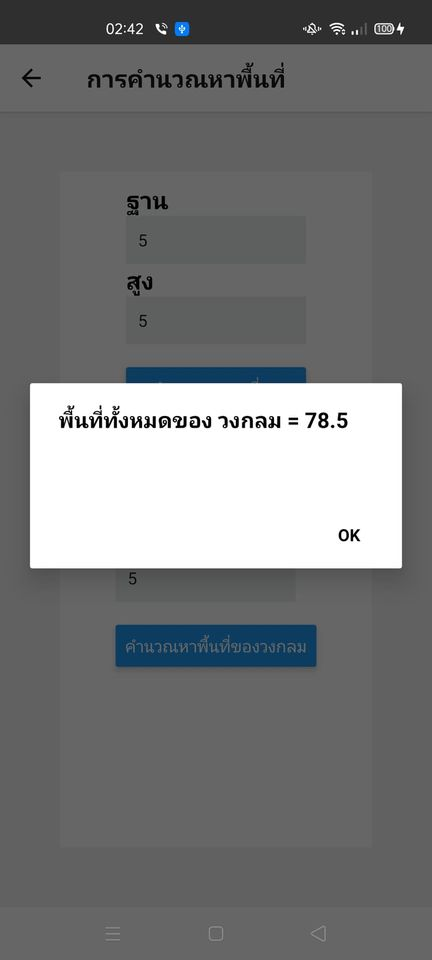 02:42
100
การคำนวณหาพื้นที่
ฐาน
5
สูง
5
พื้นที่ทั้งหมดของ วงกลม = 78.5
OK
5
คำนวณหาพื้นที่ของวงกลม